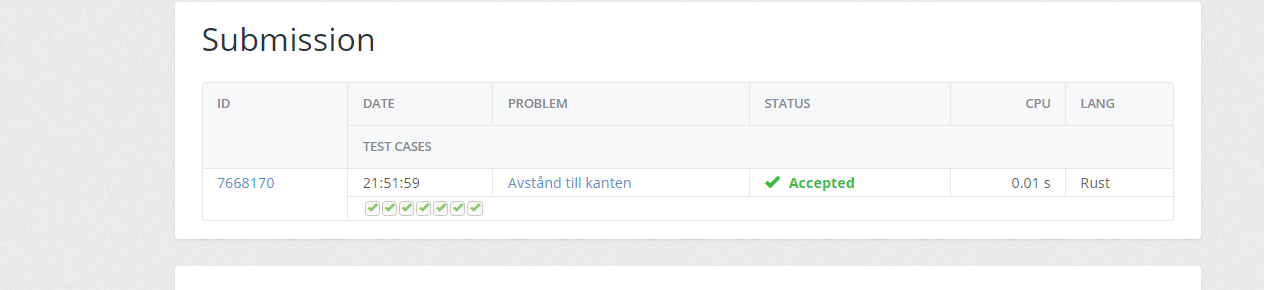 Submission
ID DATE PROBLEM STATUS CPU LANG
TEST CASES
7668170 21:51:59 Avstånd till kanten Accepted 0.01 s Rust